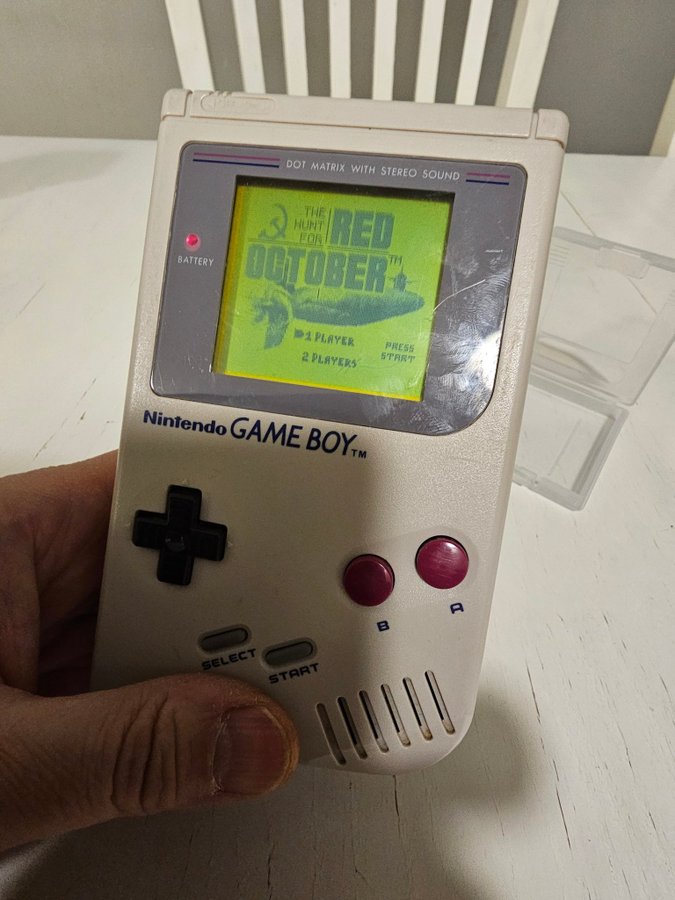 DOT MATRIX WITH STEREO SOUND
BATTERY
THE
HUNT
FOR
RED
OCTOBER™
1 PLAYER
2 PLAYERS
PRESS
START
Nintendo GAME BOY™
B
A
SELECT
START